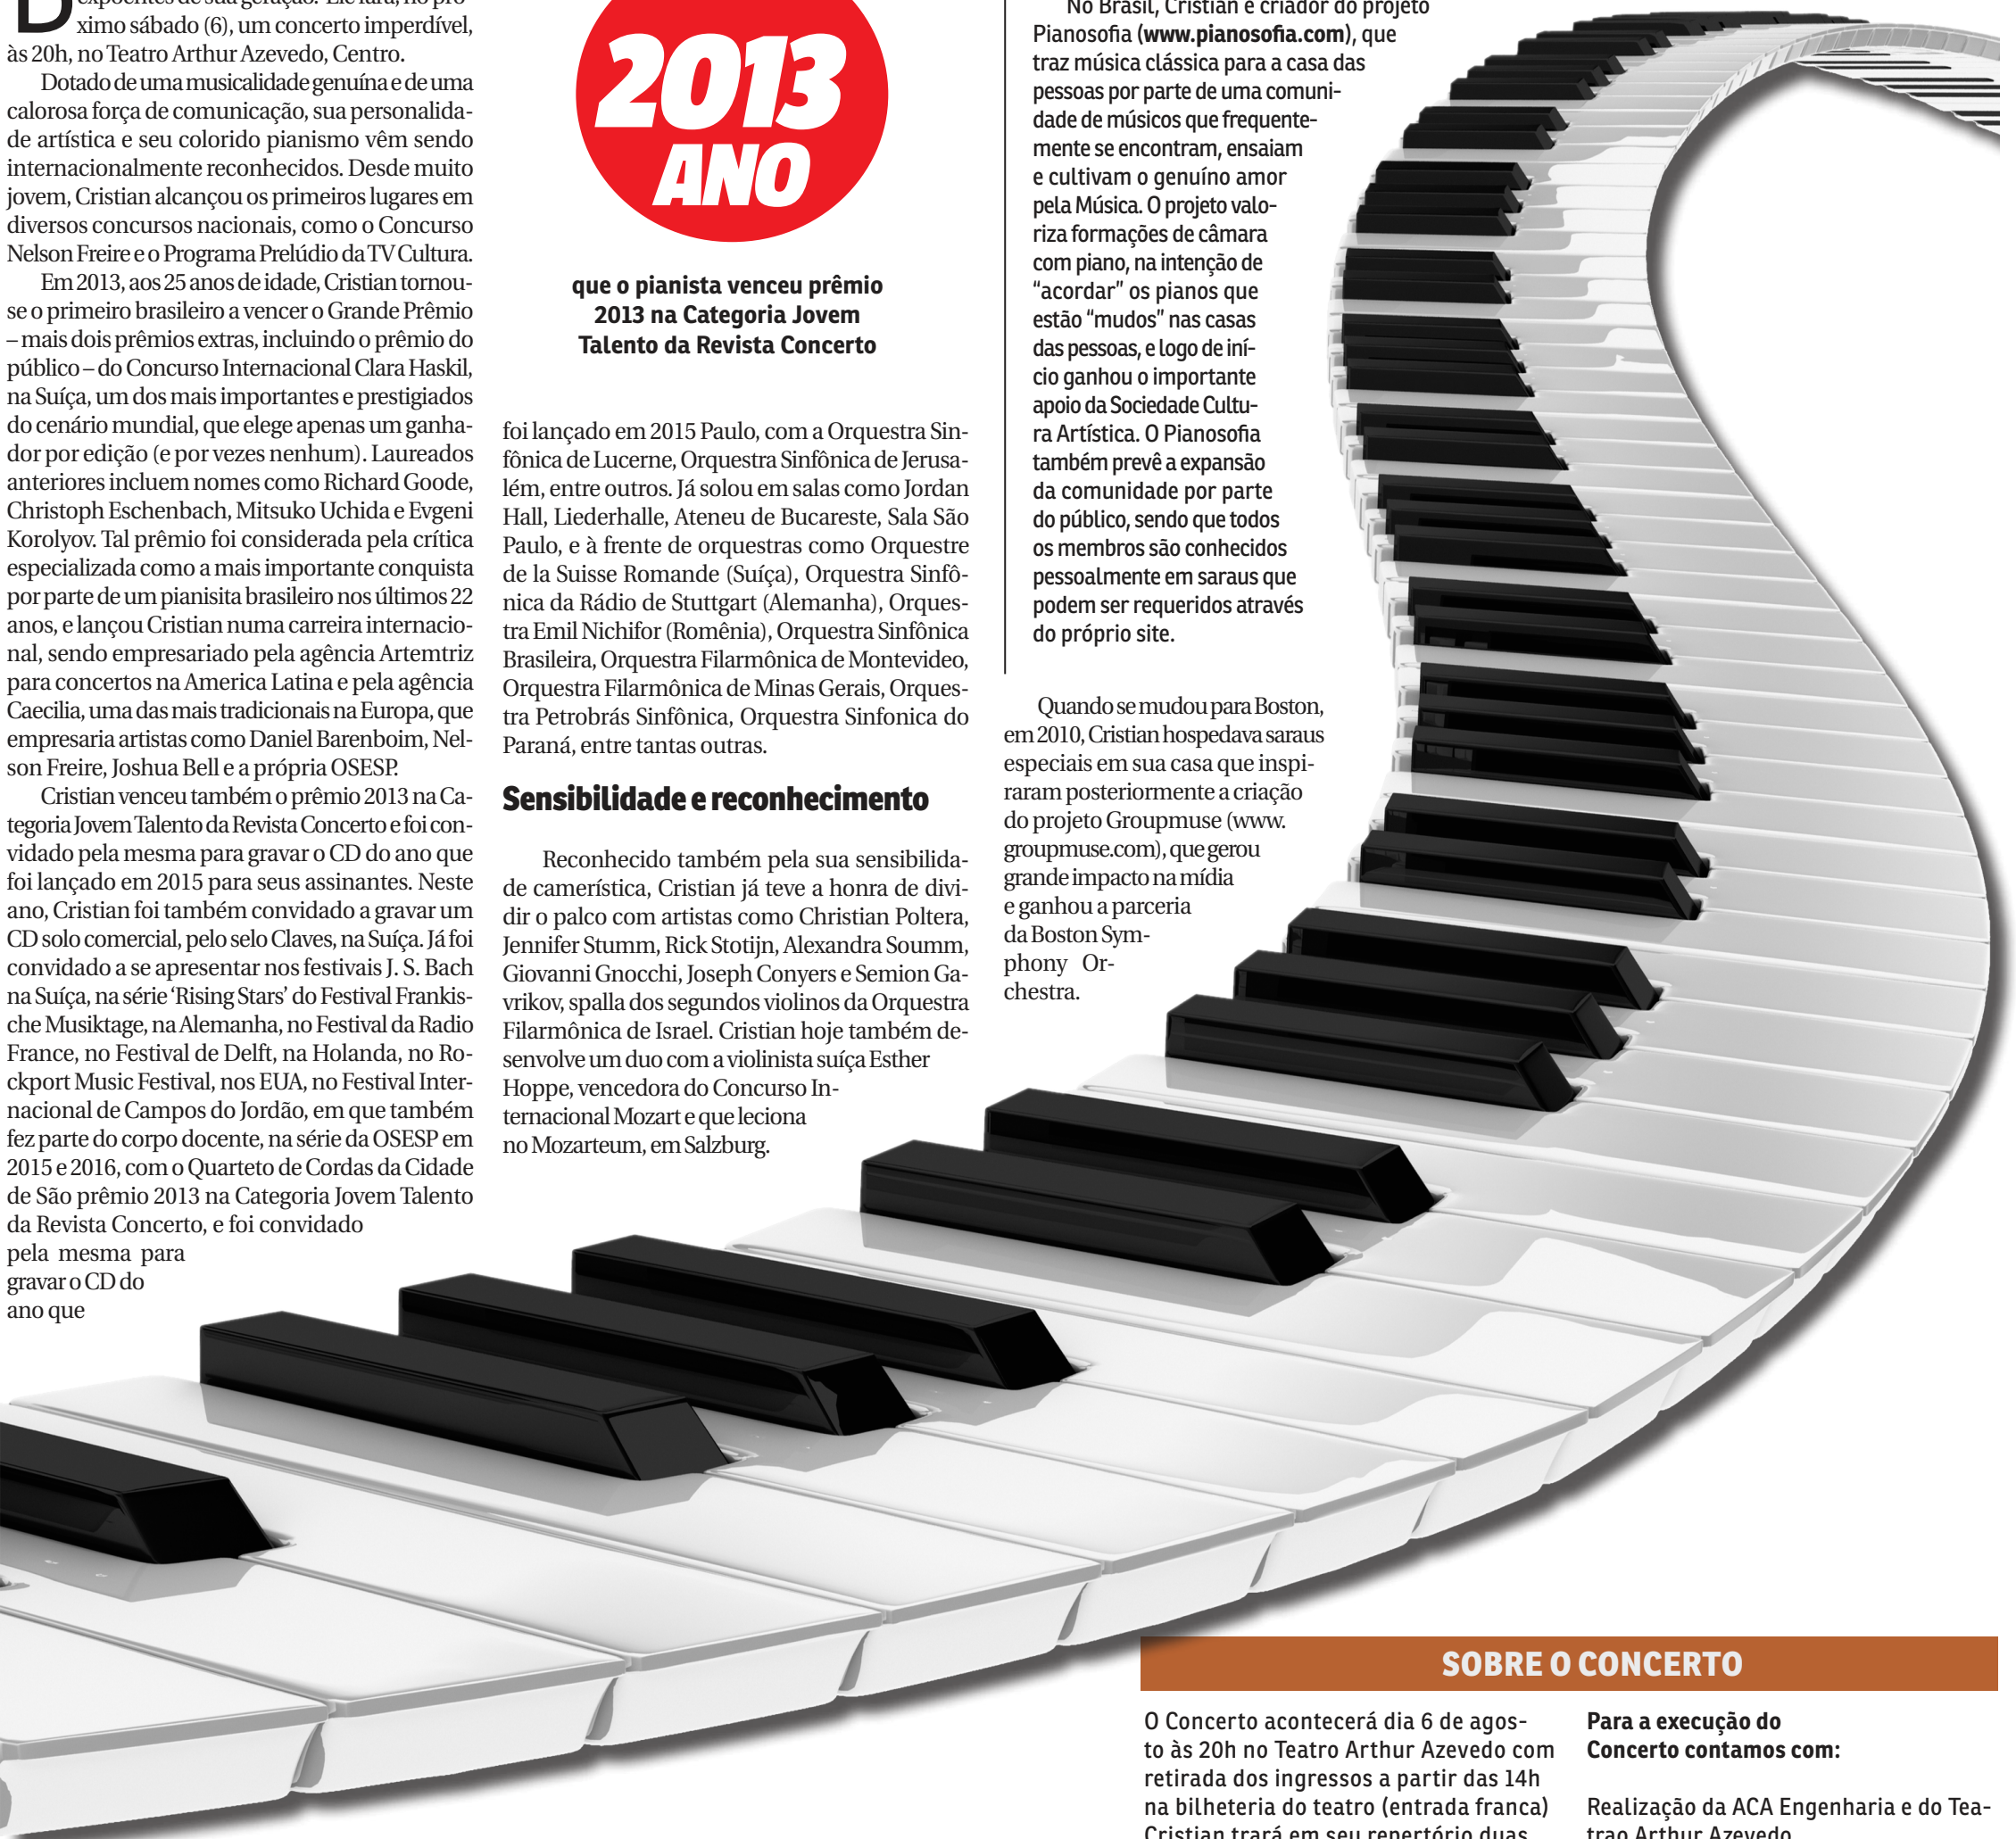 D
expoentes de sua geração. Ele fará, no pró-
ximo sábado (6), um concerto imperdível,
às 20h, no Teatro Arthur Azevedo, Centro.
Dotado de uma musicalidade genuína e de uma
calorosa força de comunicação, sua personalida-
de artística e seu colorido pianismo vêm sendo
internacionalmente reconhecidos. Desde muito
jovem, Cristian alcançou os primeiros lugares em
diversos concursos nacionais, como o Concurso
Nelson Freire e o Programa Prelúdio da TV Cultura.
Em 2013, aos 25 anos de idade, Cristian tornou-
se o primeiro brasileiro a vencer o Grande Prêmio
– mais dois prêmios extras, incluindo o prêmio do
público – do Concurso Internacional Clara Haskil,
na Suíça, um dos mais importantes e prestigiados
do cenário mundial, que elege apenas um ganha-
dor por edição (e por vezes nenhum). Laureados
anteriores incluem nomes como Richard Goode,
Christoph Eschenbach, Mitsuko Uchida e Evgeni
Korolyov. Tal prêmio foi considerada pela crítica
especializada como a mais importante conquista
por parte de um pianisita brasileiro nos últimos 22
anos, e lançou Cristian numa carreira internacio-
nal, sendo empresariado pela agência Artemtriz
para concertos na America Latina e pela agência
Caecilia, uma das mais tradicionais na Europa, que
empresaria artistas como Daniel Barenboim, Nel-
son Freire, Joshua Bell e a própria OSESP.
Cristian venceu também o prêmio 2013 na Ca-
tegoria Jovem Talento da Revista Concerto e foi con-
vidado pela mesma para gravar o CD do ano que
foi lançado em 2015 para seus assinantes. Neste
ano, Cristian foi também convidado a gravar um
CD solo comercial, pelo selo Claves, na Suíça. Já foi
convidado a se apresentar nos festivais J. S. Bach
na Suíça, na série ‘Rising Stars’ do Festival Frankis-
che Musiktage, na Alemanha, no Festival da Radio
France, no Festival de Delft, na Holanda, no Ro-
ckport Music Festival, nos EUA, no Festival Inter-
nacional de Campos do Jordão, em que também
fez parte do corpo docente, na série da OSESP em
2015 e 2016, com o Quarteto de Cordas da Cidade
de São prêmio 2013 na Categoria Jovem Talento
da Revista Concerto, e foi convidado
pela mesma para
gravar o CD do
ano que
2013
ANO
que o pianista venceu prêmio
2013 na Categoria Jovem
Talento da Revista Concerto
foi lançado em 2015 Paulo, com a Orquestra Sin-
fônica de Lucerne, Orquestra Sinfônica de Jerusa-
lém, entre outros. Já solou em salas como Jordan
Hall, Liederhalle, Ateneu de Bucareste, Sala São
Paulo, e à frente de orquestras como Orquestre
de la Suisse Romande (Suíça), Orquestra Sinfô-
nica da Rádio de Stuttgart (Alemanha), Orques-
tra Emil Nichifor (Romênia), Orquestra Sinfônica
Brasileira, Orquestra Filarmônica de Montevideo,
Orquestra Filarmônica de Minas Gerais, Orques-
tra Petrobrás Sinfônica, Orquestra Sinfonica do
Paraná, entre tantas outras.
Sensibilidade e reconhecimento
Reconhecido também pela sua sensibilida-
de camerística, Cristian já teve a honra de divi-
dir o palco com artistas como Christian Poltera,
Jennifer Stumm, Rick Stotijn, Alexandra Soumm,
Giovanni Gnocchi, Joseph Conyers e Semion Ga-
vrikov, spalla dos segundos violinos da Orquestra
Filarmônica de Israel. Cristian hoje também de-
senvolve um duo com a violinista suíça Esther
Hoppe, vencedora do Concurso In-
ternacional Mozart e que leciona
no Mozarteum, em Salzburg.
No Brasil, Cristian é criador do projeto
Pianosofia (www.pianosofia.com), que
traz música clássica para a casa das
pessoas por parte de uma comuni-
dade de músicos que frequente-
mente se encontram, ensaiam
e cultivam o genuíno amor
pela Música. O projeto valo-
riza formações de câmara
com piano, na intenção de
“acordar” os pianos que
estão “mudos” nas casas
das pessoas, e logo de iní-
cio ganhou o importante
apoio da Sociedade Cultu-
ra Artística. O Pianosofia
também prevê a expansão
da comunidade por parte
do público, sendo que todos
os membros são conhecidos
pessoalmente em saraus que
podem ser requeridos através
do próprio site.
Quando se mudou para Boston,
em 2010, Cristian hospedava saraus
especiais em sua casa que inspi-
raram posteriormente a criação
do projeto Groupmuse (www.
groupmuse.com), que gerou
grande impacto na mídia
e ganhou a parceria
da Boston Sym-
phony Or-
chestra.
SOBRE O CONCERTO
O Concerto acontecerá dia 6 de agos-
to às 20h no Teatro Arthur Azevedo com
retirada dos ingressos a partir das 14h
na bilheteria do teatro (entrada franca)
Cristian trará em seu repertório duas
Para a execução do
Concerto contamos com:
Realização da ACA Engenharia e do Tea-
trao Arthur Azevedo